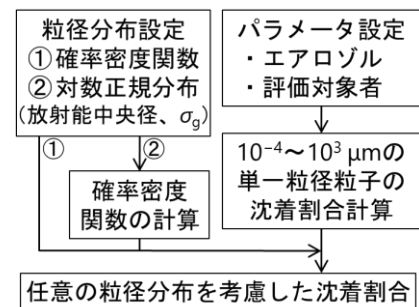 粒径分布設定
①確率密度関数
②対数正規分布
(放射能中央径、σg)
パラメータ設定
・エアロゾル
・評価対象者
①
②
確率密度
関数の計算
10⁻⁴～10³ μmの
単一粒径粒子の
沈着割合計算
任意の粒径分布を考慮した沈着割合